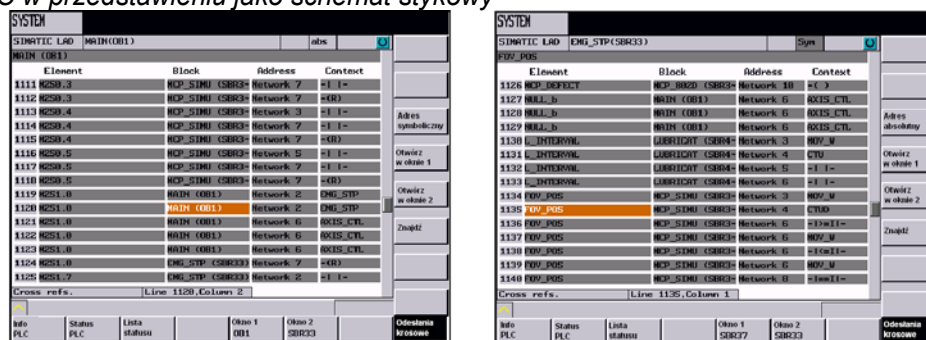 w przedstawieniu jako schemat stykowy
SYSTEM
SIMATIC LAD MAIN(OB1) abs
MAIN (OB1)
Element Block Address Context
1111 M250.3 MCP_SIMU (SBR3- Network 7 -| |-
1112 M250.3 MCP_SIMU (SBR3- Network 7 -(R)
1113 M250.4 MCP_SIMU (SBR3- Network 3 -| |-
1114 M250.4 MCP_SIMU (SBR3- Network 7 -| |-
1115 M250.4 MCP_SIMU (SBR3- Network 7 -(R)
1116 M250.5 MCP_SIMU (SBR3- Network 5 -| |-
1117 M250.5 MCP_SIMU (SBR3- Network 7 -| |-
1118 M250.5 MCP_SIMU (SBR3- Network 7 -(R)
1119 M251.0 MAIN (OB1) Network 2 EMG_STP
1120 M251.0 MAIN (OB1) Network 2 EMG_STP
1121 M251.0 MAIN (OB1) Network 6 AXIS_CTL
1122 M251.0 MAIN (OB1) Network 6 AXIS_CTL
1123 M251.0 MAIN (OB1) Network 6 AXIS_CTL
1124 M251.0 EMG_STP (SBR33) Network 7 -(R)
1125 M251.7 EMG_STP (SBR33) Network 2 -| |-
Cross refs. Line 1120,Column 2
Adres symboliczny
Otwórz w oknie 1
Otwórz w oknie 2
Znajdź
Info PLC
Status PLC
Lista statusu
Okno 1 OB1
Okno 2 SBR33
Odesłania krosowe
SYSTEM
SIMATIC LAD EMG_STP(SBR33) Sym
FOV_POS
Element Block Address Context
1126 MCP_DEFECT MCP_802D (SBR3- Network 10 -( )
1127 NULL_b MAIN (OB1) Network 6 AXIS_CTL
1128 NULL_b MAIN (OB1) Network 6 AXIS_CTL
1129 NULL_b MAIN (OB1) Network 6 AXIS_CTL
1130 L_INTERVAL LUBRICAT (SBR4- Network 3 MOV_W
1131 L_INTERVAL LUBRICAT (SBR4- Network 4 CTU
1132 L_INTERVAL LUBRICAT (SBR4- Network 5 -| |-
1133 L_INTERVAL LUBRICAT (SBR4- Network 6 -| |-
1134 FOV_POS MCP_SIMU (SBR3- Network 3 MOV_W
1135 FOV_POS MCP_SIMU (SBR3- Network 4 CTUD
1136 FOV_POS MCP_SIMU (SBR3- Network 6 -|>=I|-
1137 FOV_POS MCP_SIMU (SBR3- Network 6 MOV_W
1138 FOV_POS MCP_SIMU (SBR3- Network 6 -|<=I|-
1139 FOV_POS MCP_SIMU (SBR3- Network 6 MOV_W
1140 FOV_POS MCP_SIMU (SBR3- Network 8 -|==I|-
Cross refs. Line 1135,Column 1
Adres absolutny
Otwórz w oknie 1
Otwórz w oknie 2
Znajdź
Info PLC
Status PLC
Lista statusu
Okno 1 SBR37
Okno 2 SBR33
Odesłania krosowe